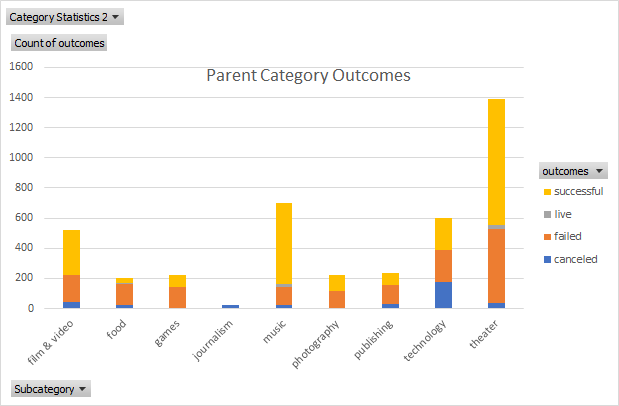 Category Statistics 2
Count of outcomes
Parent Category Outcomes
1600
1400
1200
1000
800
600
400
200
0
film & video
food
games
journalism
music
photography
publishing
technology
theater
outcomes
successful
live
failed
canceled
Subcategory